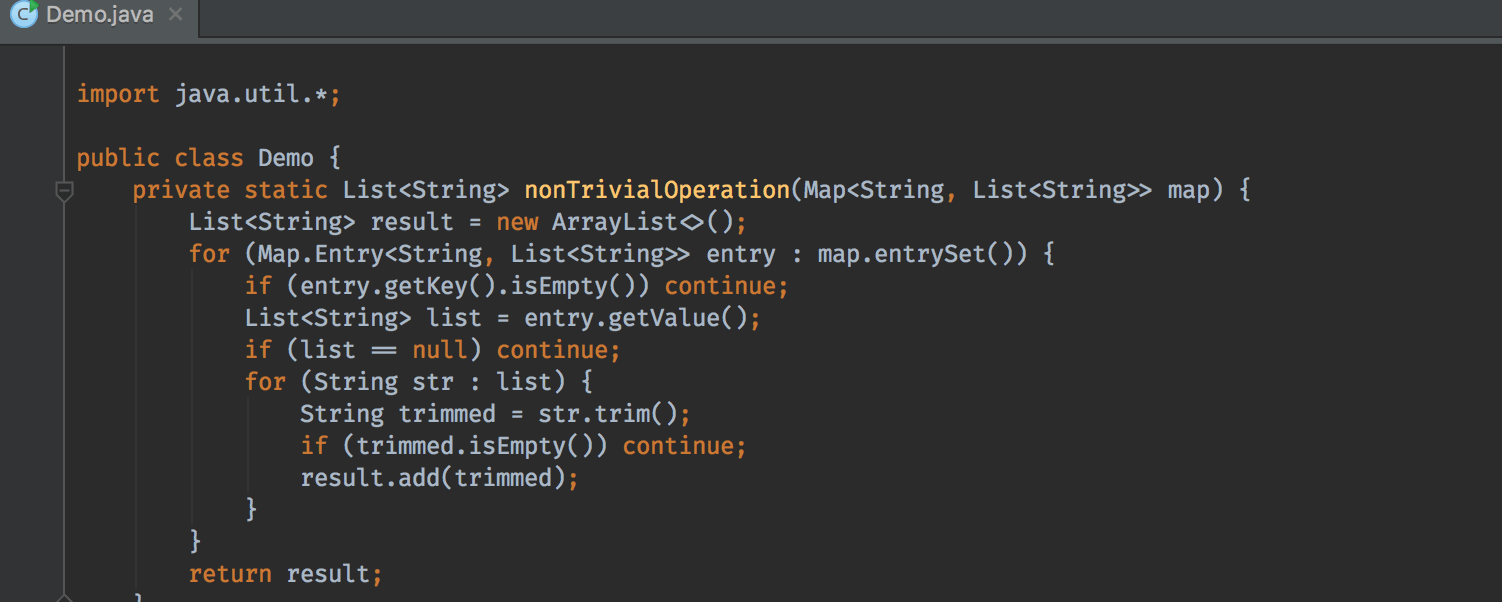 Demo.java
import java.util.*;
public class Demo {
    private static List<String> nonTrivialOperation(Map<String, List<String>> map) {
        List<String> result = new ArrayList<>();
        for (Map.Entry<String, List<String>> entry : map.entrySet()) {
            if (entry.getKey().isEmpty()) continue;
            List<String> list = entry.getValue();
            if (list == null) continue;
            for (String str : list) {
                String trimmed = str.trim();
                if (trimmed.isEmpty()) continue;
                result.add(trimmed);
            }
        }
        return result;
    }